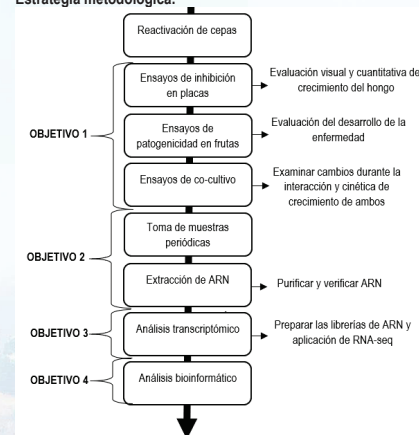 Estrategia metodológica:
Reactivación de cepas
Ensayos de inhibición
en placas
Evaluación visual y cuantitativa de
crecimiento del hongo
OBJETIVO 1
Ensayos de
patogenicidad en frutas
Evaluación del desarrollo de la
enfermedad
Ensayos de co-cultivo
Examinar cambios durante la
interacción y cinética de
crecimiento de ambos
Toma de muestras
periódicas
OBJETIVO 2
Extracción de ARN
Purificar y verificar ARN
OBJETIVO 3
Análisis transcriptómico
Preparar las librerías de ARN y
aplicación de RNA-seq
OBJETIVO 4
Análisis bioinformático